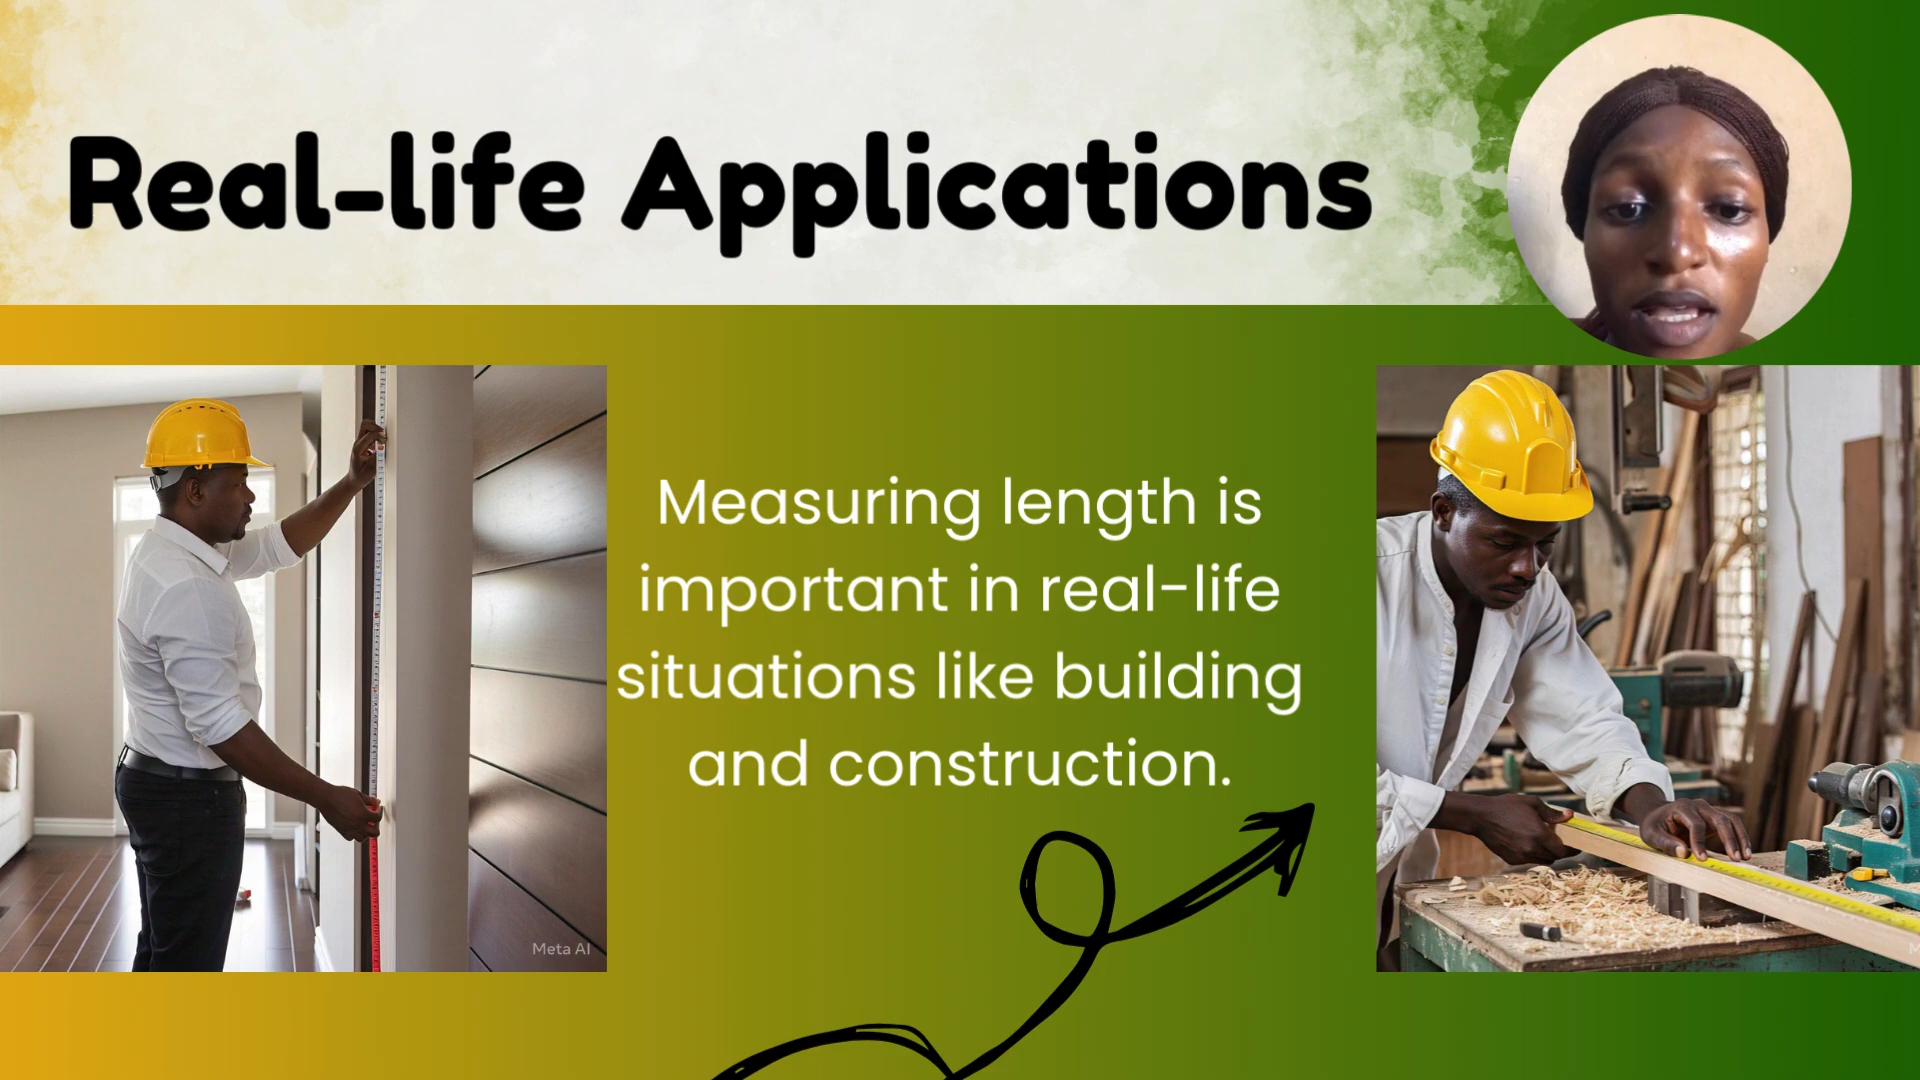 Real-life Applications
Measuring length is
important in real-life
situations like building
and construction.
Meta AI